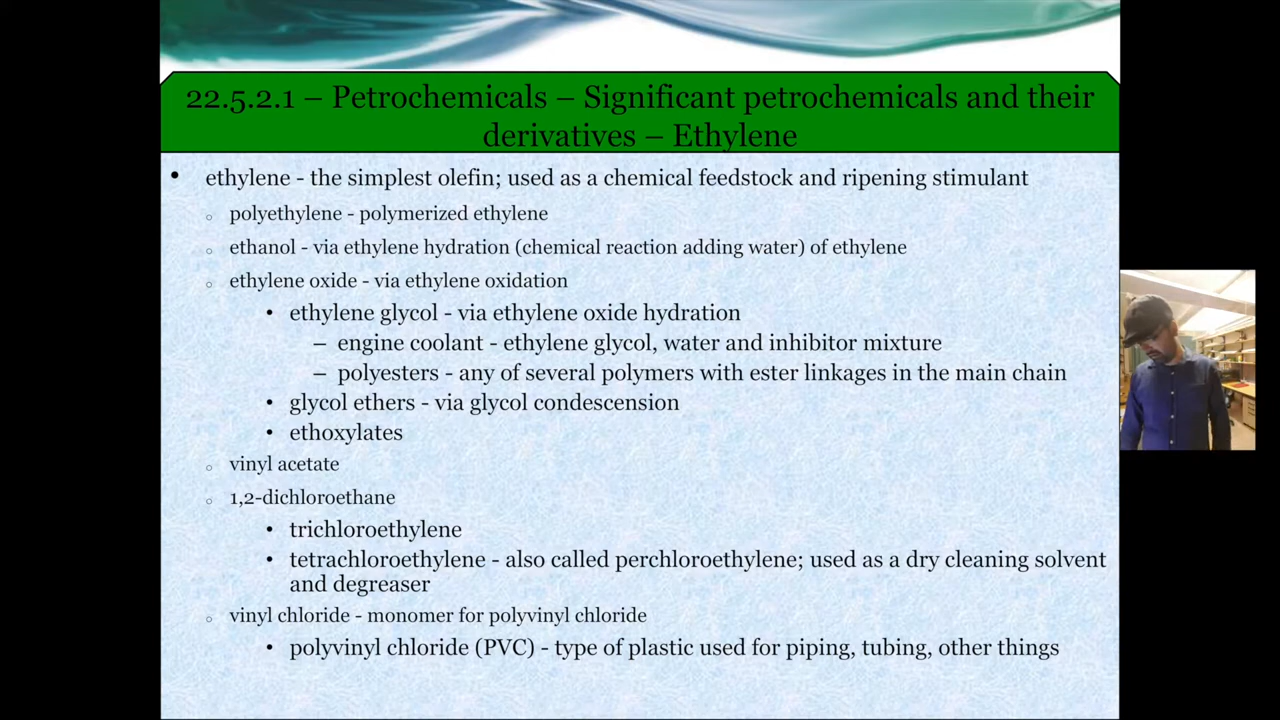 22.5.2.1 – Petrochemicals – Significant petrochemicals and their
derivatives – Ethylene
• ethylene - the simplest olefin; used as a chemical feedstock and ripening stimulant
○ polyethylene - polymerized ethylene
○ ethanol - via ethylene hydration (chemical reaction adding water) of ethylene
○ ethylene oxide - via ethylene oxidation
• ethylene glycol - via ethylene oxide hydration
– engine coolant - ethylene glycol, water and inhibitor mixture
– polyesters - any of several polymers with ester linkages in the main chain
• glycol ethers - via glycol condescension
• ethoxylates
○ vinyl acetate
○ 1,2-dichloroethane
• trichloroethylene
• tetrachloroethylene - also called perchloroethylene; used as a dry cleaning solvent
and degreaser
○ vinyl chloride - monomer for polyvinyl chloride
• polyvinyl chloride (PVC) - type of plastic used for piping, tubing, other things